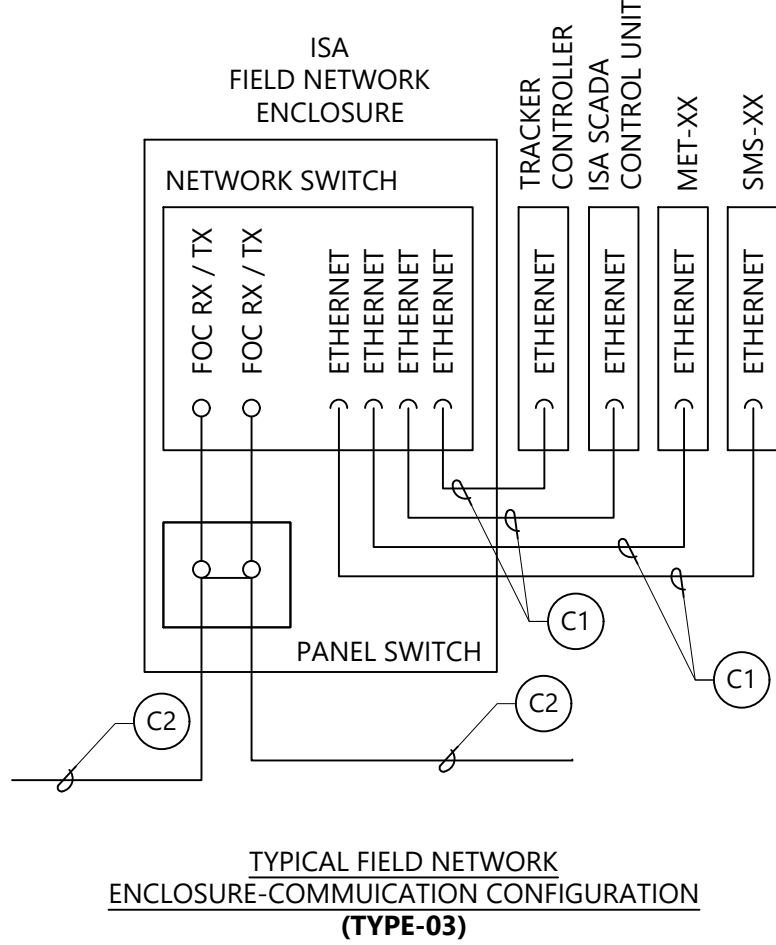 ISA
FIELD NETWORK
ENCLOSURE
TRACKER
CONTROLLER
ISA SCADA
CONTROL UNIT
MET-XX
SMS-XX
NETWORK SWITCH
FOC RX / TX
FOC RX / TX
ETHERNET
ETHERNET
ETHERNET
ETHERNET
ETHERNET
ETHERNET
ETHERNET
ETHERNET
C1
PANEL SWITCH
C1
C2
C2
TYPICAL FIELD NETWORK
ENCLOSURE-COMMUICATION CONFIGURATION
(TYPE-03)